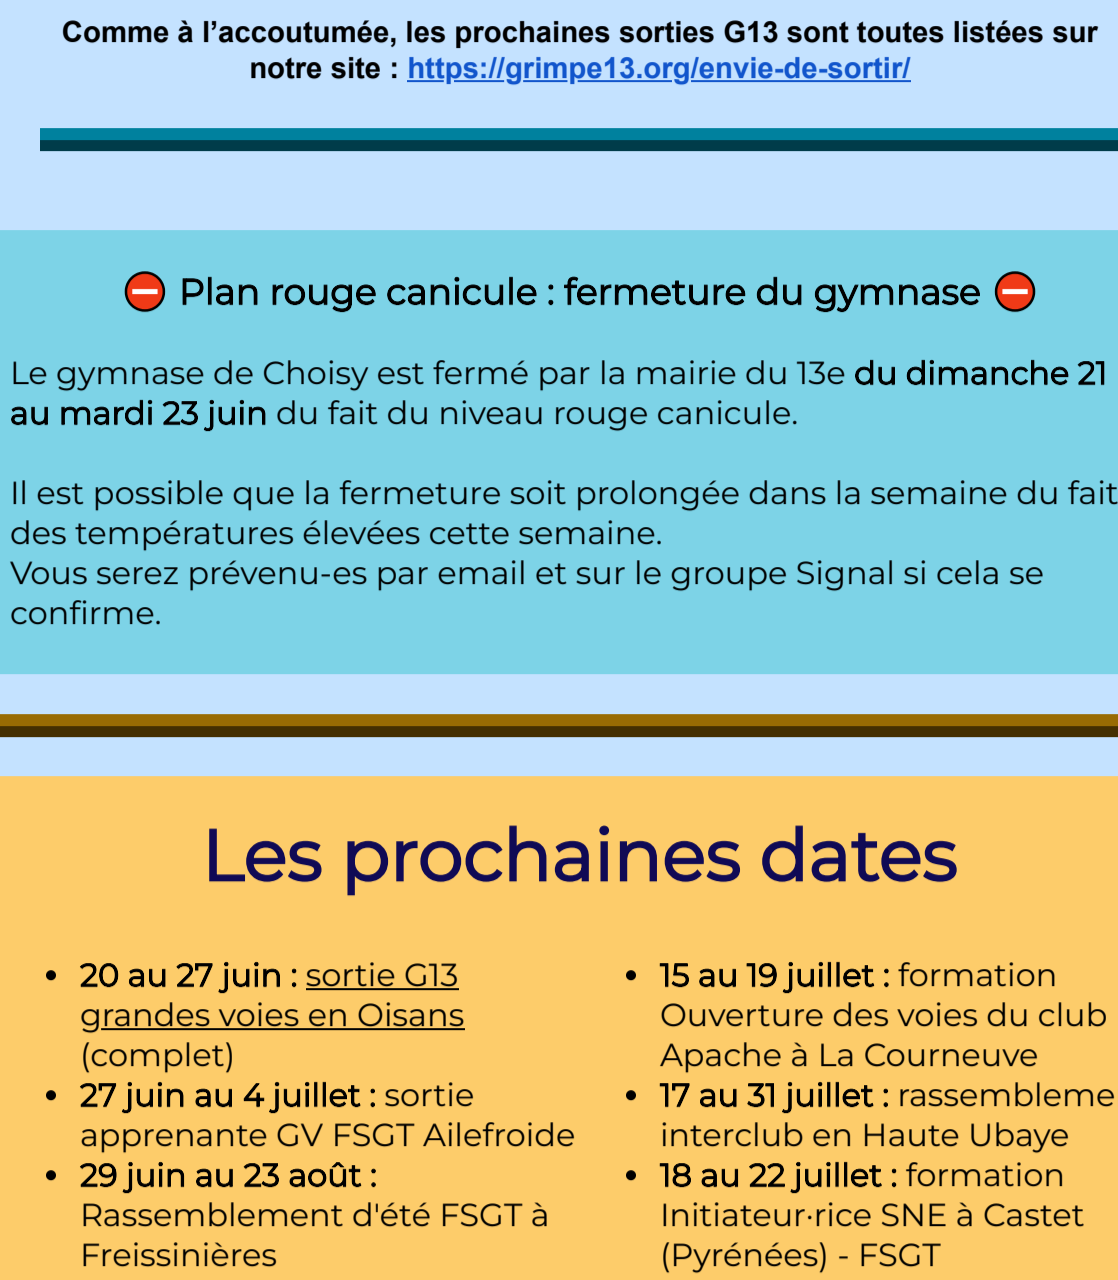 Comme à l’accoutumée, les prochaines sorties G13 sont toutes listées sur
notre site : https://grimpe13.org/envie-de-sortir/
Plan rouge canicule : fermeture du gymnase
Le gymnase de Choisy est fermé par la mairie du 13e du dimanche 21
au mardi 23 juin du fait du niveau rouge canicule.
Il est possible que la fermeture soit prolongée dans la semaine du fait
des températures élevées cette semaine.
Vous serez prévenu-es par email et sur le groupe Signal si cela se
confirme.
Les prochaines dates
20 au 27 juin : sortie G13
grandes voies en Oisans
(complet)
27 juin au 4 juillet : sortie
apprenante GV FSGT Ailefroide
29 juin au 23 août :
Rassemblement d'été FSGT à
Freissinières
15 au 19 juillet : formation
Ouverture des voies du club
Apache à La Courneuve
17 au 31 juillet : rassembleme
interclub en Haute Ubaye
18 au 22 juillet : formation
Initiateur·rice SNE à Castet
(Pyrénées) - FSGT